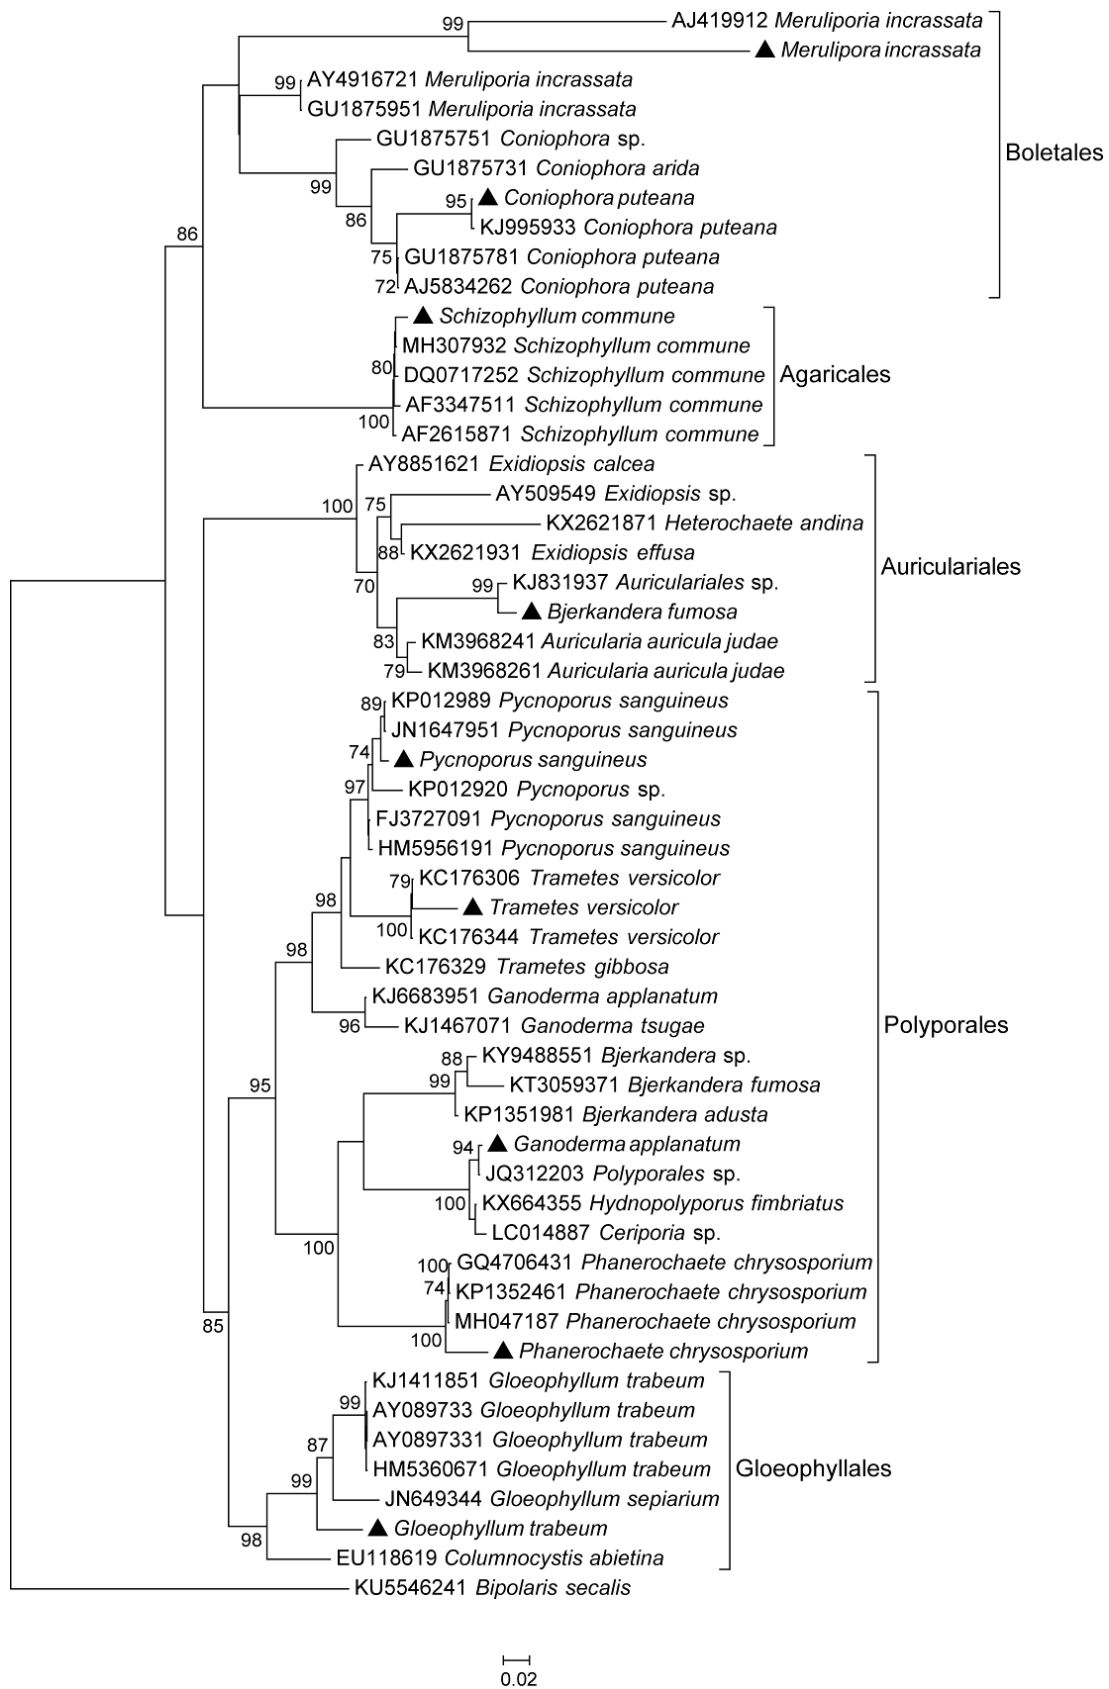 99
AJ419912 Meruliporia incrassata
▲ Merulipora incrassata
99
AY4916721 Meruliporia incrassata
GU1875951 Meruliporia incrassata
GU1875751 Coniophora sp.
Boletales
GU1875731 Coniophora arida
99
95
▲ Coniophora puteana
86
KJ995933 Coniophora puteana
86
75
GU1875781 Coniophora puteana
72
AJ5834262 Coniophora puteana
▲ Schizophyllum commune
MH307932 Schizophyllum commune
80
DQ0717252 Schizophyllum commune
Agaricales
AF3347511 Schizophyllum commune
100
AF2615871 Schizophyllum commune
AY8851621 Exidiopsis calcea
100
75
AY509549 Exidiopsis sp.
KX2621871 Heterochaete andina
88
KX2621931 Exidiopsis effusa
Auriculariales
70
99
KJ831937 Auriculariales sp.
▲ Bjerkandera fumosa
83
KM3968241 Auricularia auricula judae
79
KM3968261 Auricularia auricula judae
89
KP012989 Pycnoporus sanguineus
JN1647951 Pycnoporus sanguineus
74
▲ Pycnoporus sanguineus
97
KP012920 Pycnoporus sp.
FJ3727091 Pycnoporus sanguineus
HM5956191 Pycnoporus sanguineus
79
KC176306 Trametes versicolor
98
▲ Trametes versicolor
100
KC176344 Trametes versicolor
98
KC176329 Trametes gibbosa
KJ6683951 Ganoderma applanatum
96
KJ1467071 Ganoderma tsugae
Polyporales
88
KY9488551 Bjerkandera sp.
95
99
KT3059371 Bjerkandera fumosa
KP1351981 Bjerkandera adusta
94
▲ Ganoderma applanatum
JQ312203 Polyporales sp.
100
KX664355 Hydnopolyporus fimbriatus
LC014887 Ceriporia sp.
100
100
GQ4706431 Phanerochaete chrysosporium
74
KP1352461 Phanerochaete chrysosporium
MH047187 Phanerochaete chrysosporium
85
100
▲ Phanerochaete chrysosporium
KJ1411851 Gloeophyllum trabeum
99
AY089733 Gloeophyllum trabeum
AY0897331 Gloeophyllum trabeum
87
HM5360671 Gloeophyllum trabeum
Gloeophyllales
99
JN649344 Gloeophyllum sepiarium
▲ Gloeophyllum trabeum
98
EU118619 Columnocystis abietina
KU5546241 Bipolaris secalis
0.02